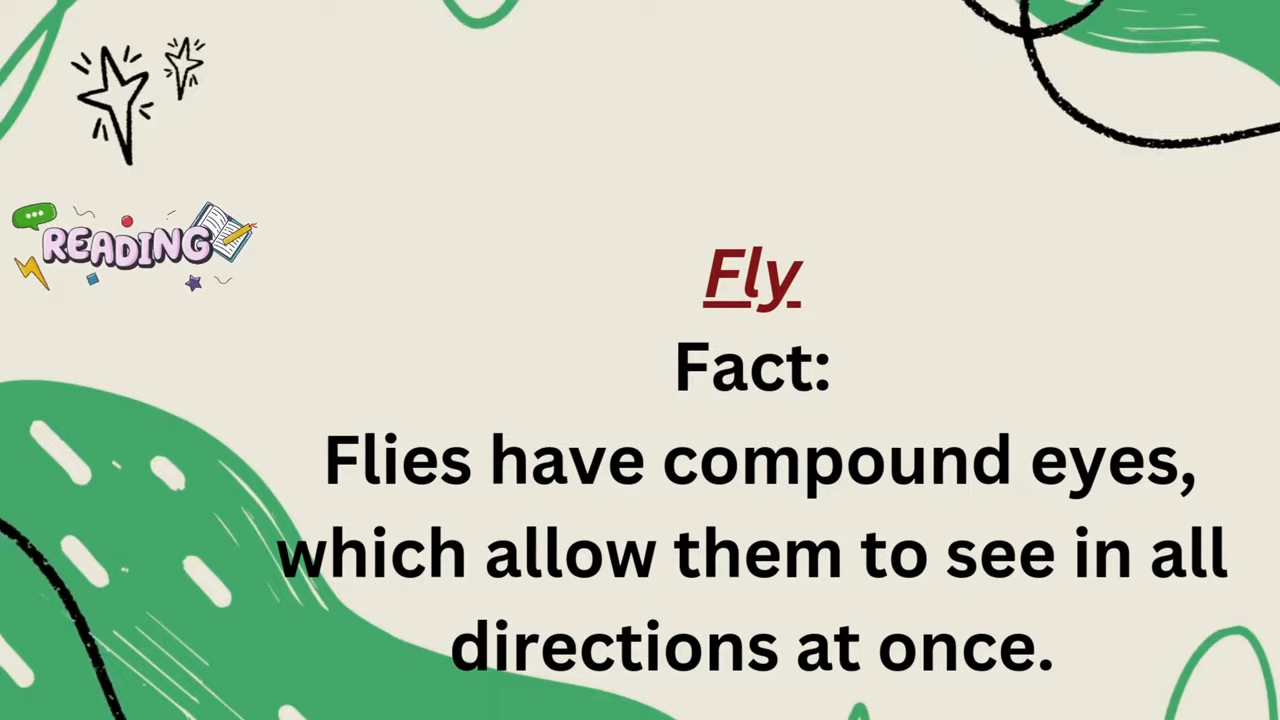 READING
Fly
Fact:
Flies have compound eyes,
which allow them to see in all
directions at once.